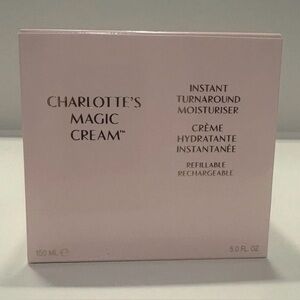 CHARLOTTE'S
MAGIC
CREAM™
INSTANT
TURNAROUND
MOISTURISER
CRÈME
HYDRATANTE
INSTANTANÉE
REFILLABLE
RECHARGEABLE
150 ML ℮
5.0 FL. OZ